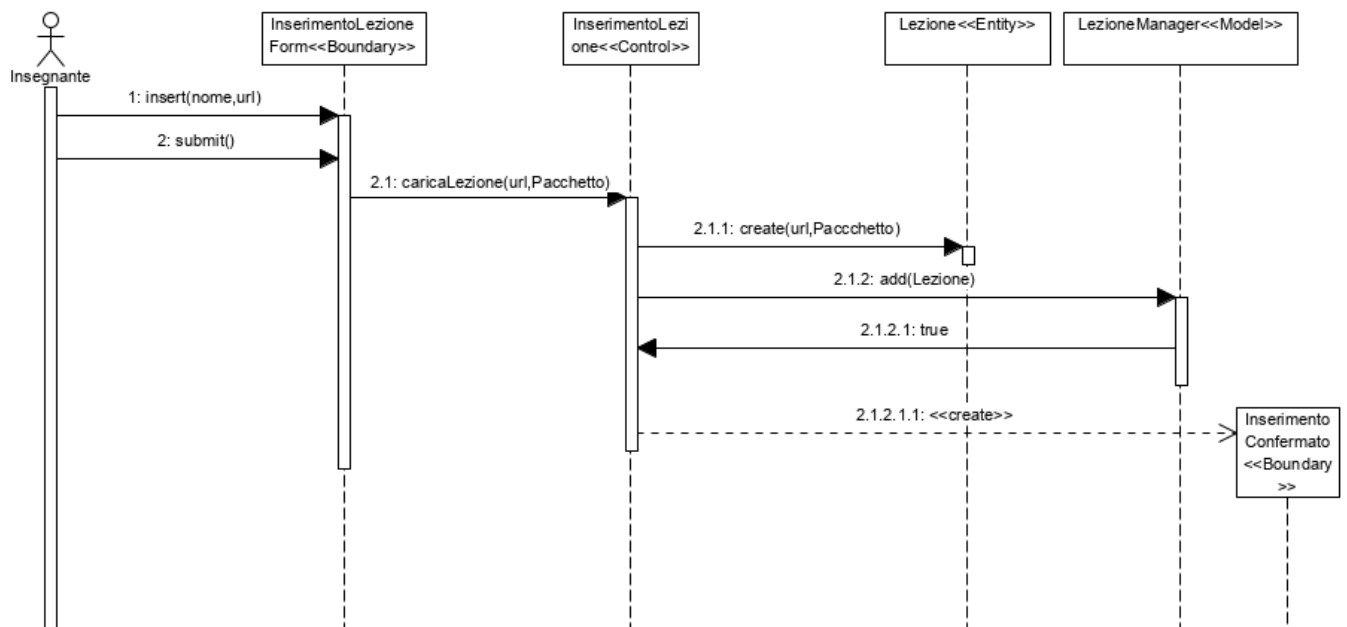 InserimentoLezione
Form<<Boundary>>
InserimentoLezi
one<<Control>>
Lezione<<Entity>>
LezioneManager<<Model>>
Insegnante
1: insert(nome,url)
2: submit()
2.1: caricaLezione(url,Pacchetto)
2.1.1: create(url,Paccchetto)
2.1.2: add(Lezione)
2.1.2.1: true
2.1.2.1.1: <<create>>
Inserimento
Confermato
<<Boundary
>>